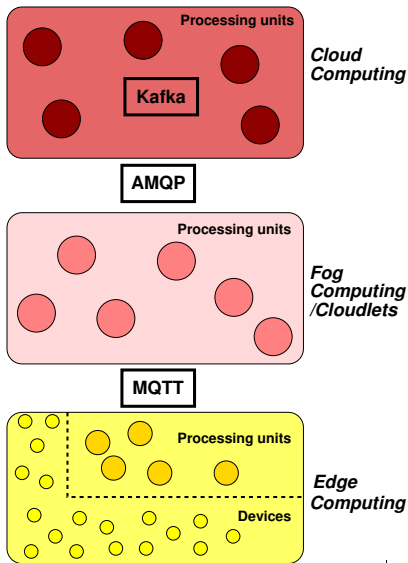 Processing units
Cloud
Computing
Kafka
AMQP
Processing units
Fog
Computing
/Cloudlets
MQTT
Processing units
Edge
Computing
Devices